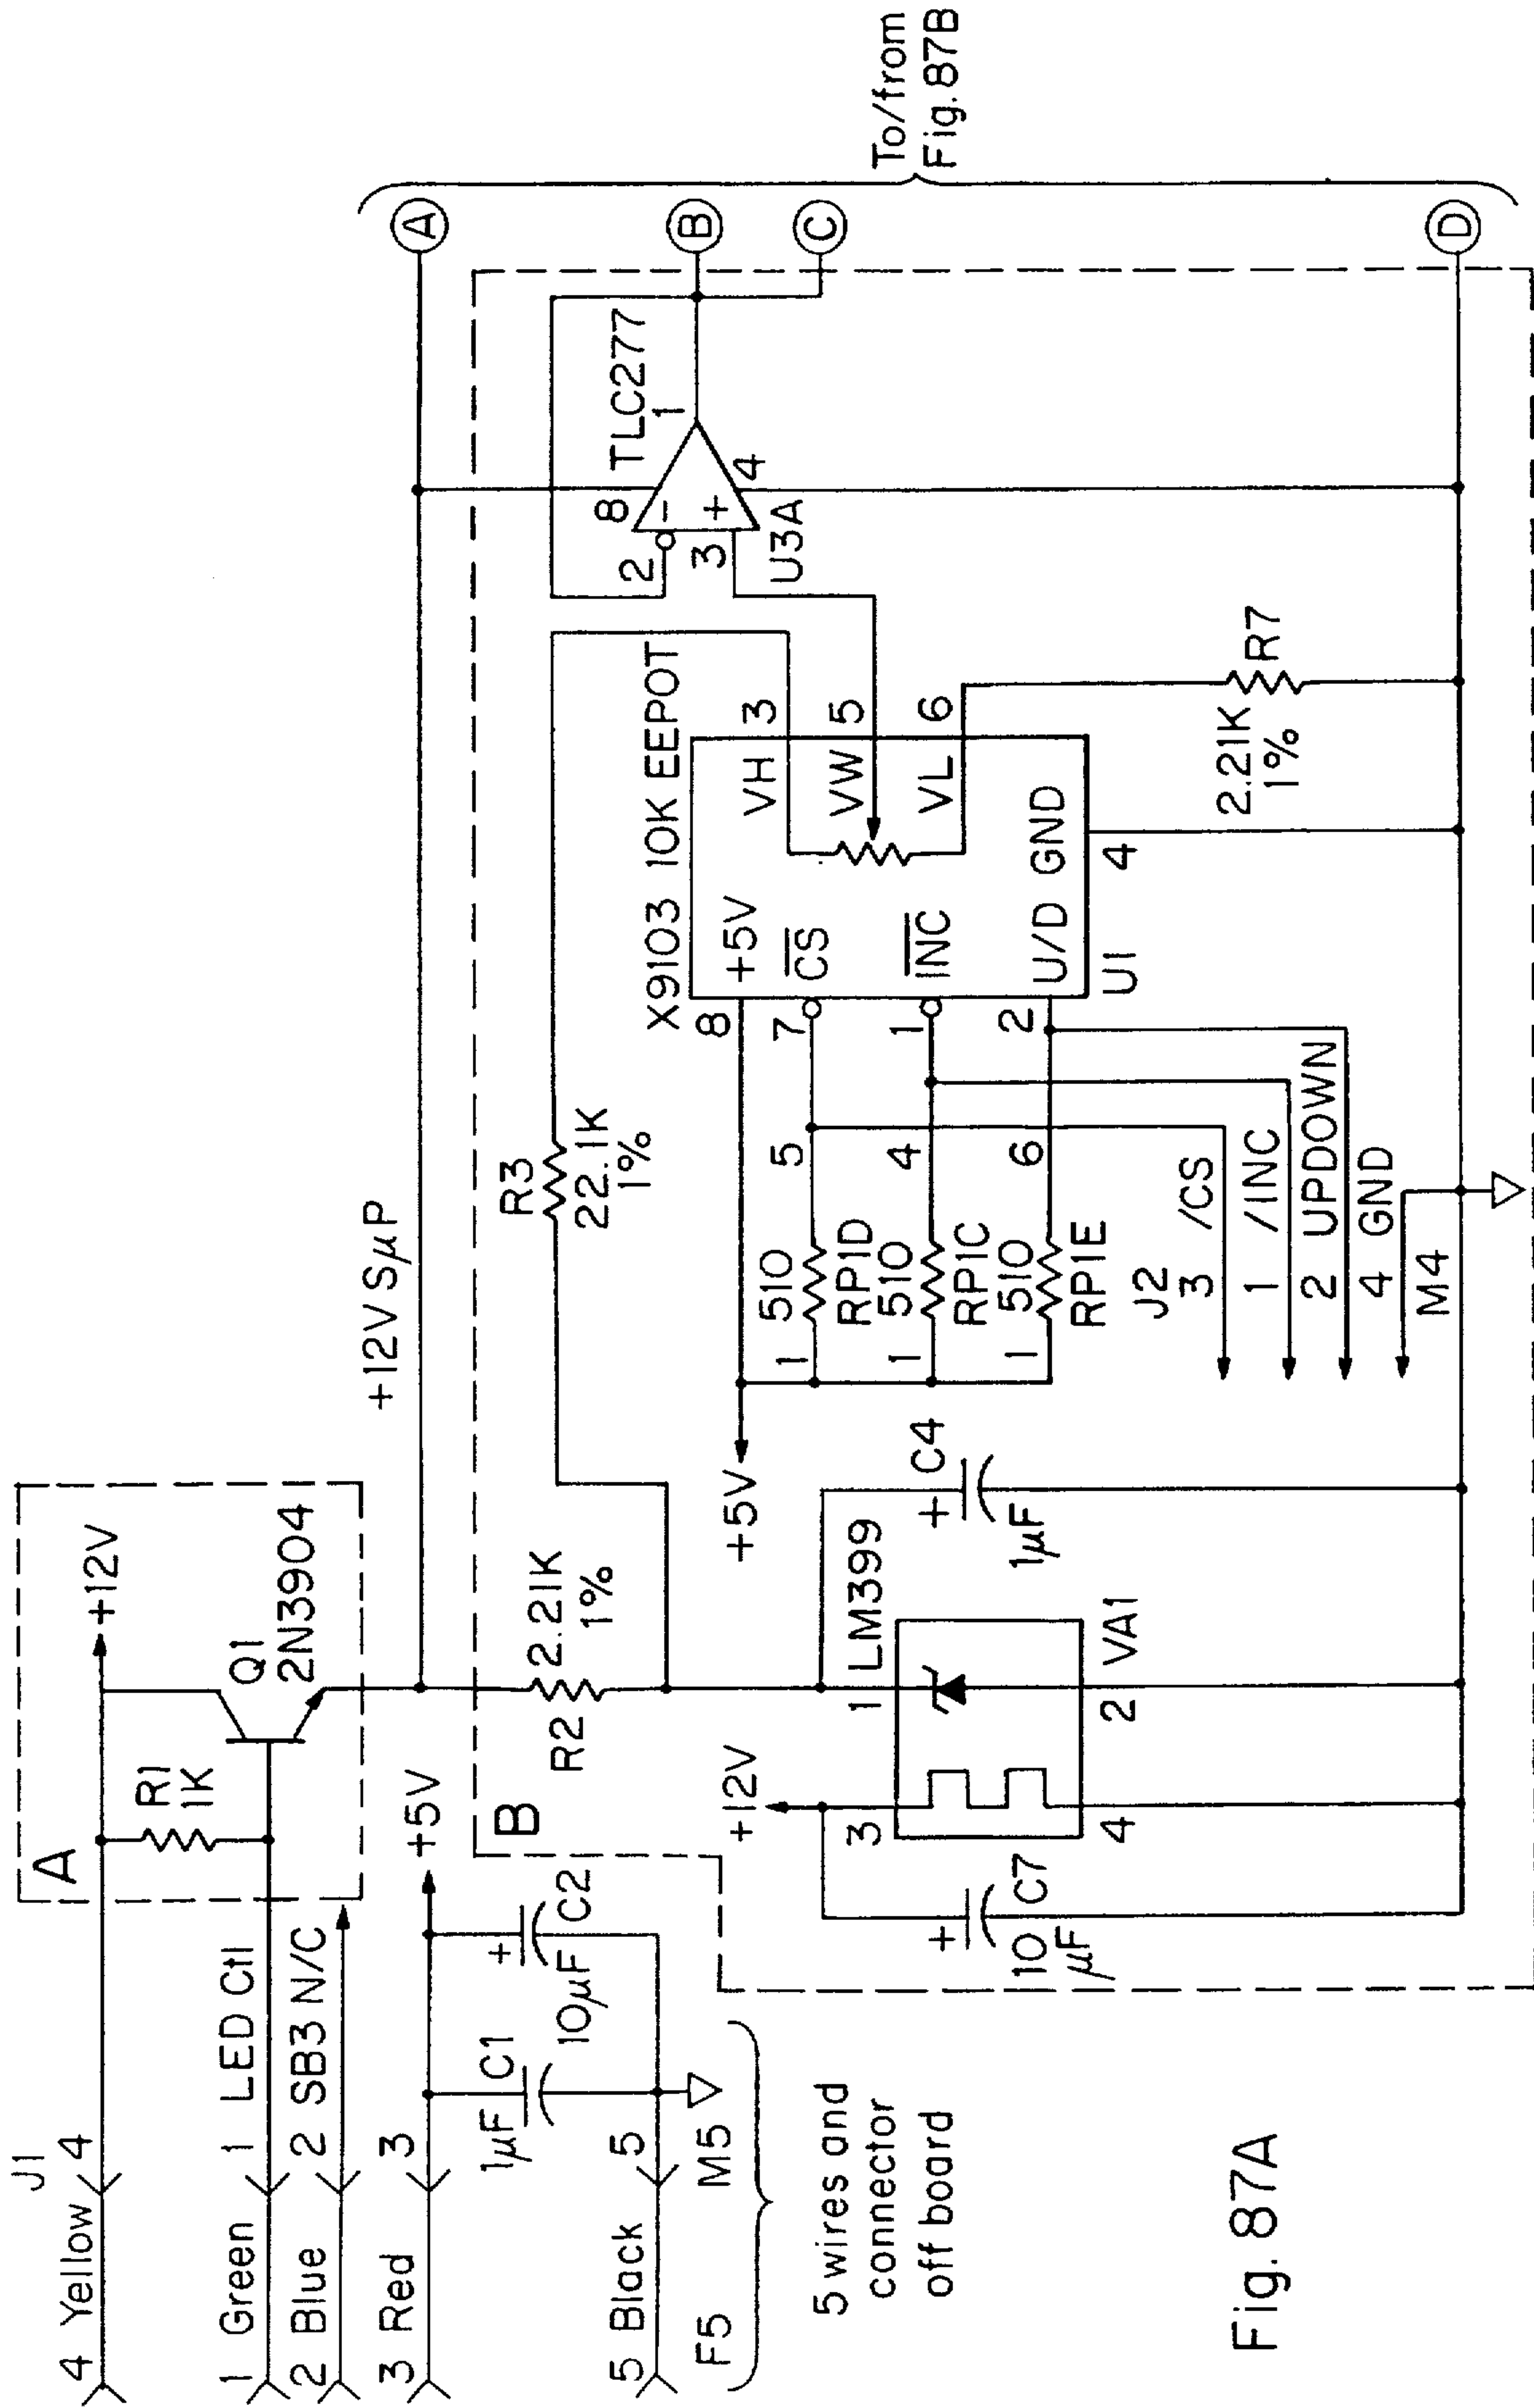 J1
4 Yellow 4
1 Green 1 LED Ctl
2 Blue 2 SB3 N/C
3 Red 3
5 Black 5
F5 M5
5 wires and
connector
off board
A
R1
1K
+12V
Q1
2N3904
+5V
1µF C1
+
10µF C2
+12V SµP
B
R2
2.21K
1%
R3
22.1K
1%
+12V
3
4
+
10
µF
C7
1 LM399
2 VA1
+ C4
1µF
+5V
1 510 5
RP1D
1 510 4
RP1C
1 510 6
RP1E
J2
3 /CS
1 /INC
2 UPDOWN
4 GND
M4
X9103 10K EEPOT
8 +5V
7 CS
1 INC
2 U/D GND
VH 3
VW 5
VL 6
4
U1
2.21K
1%
R7
TLC277
8
2 -
3 +
1
4
U3A
A
B
C
D
To/from
Fig. 87B
Fig. 87A